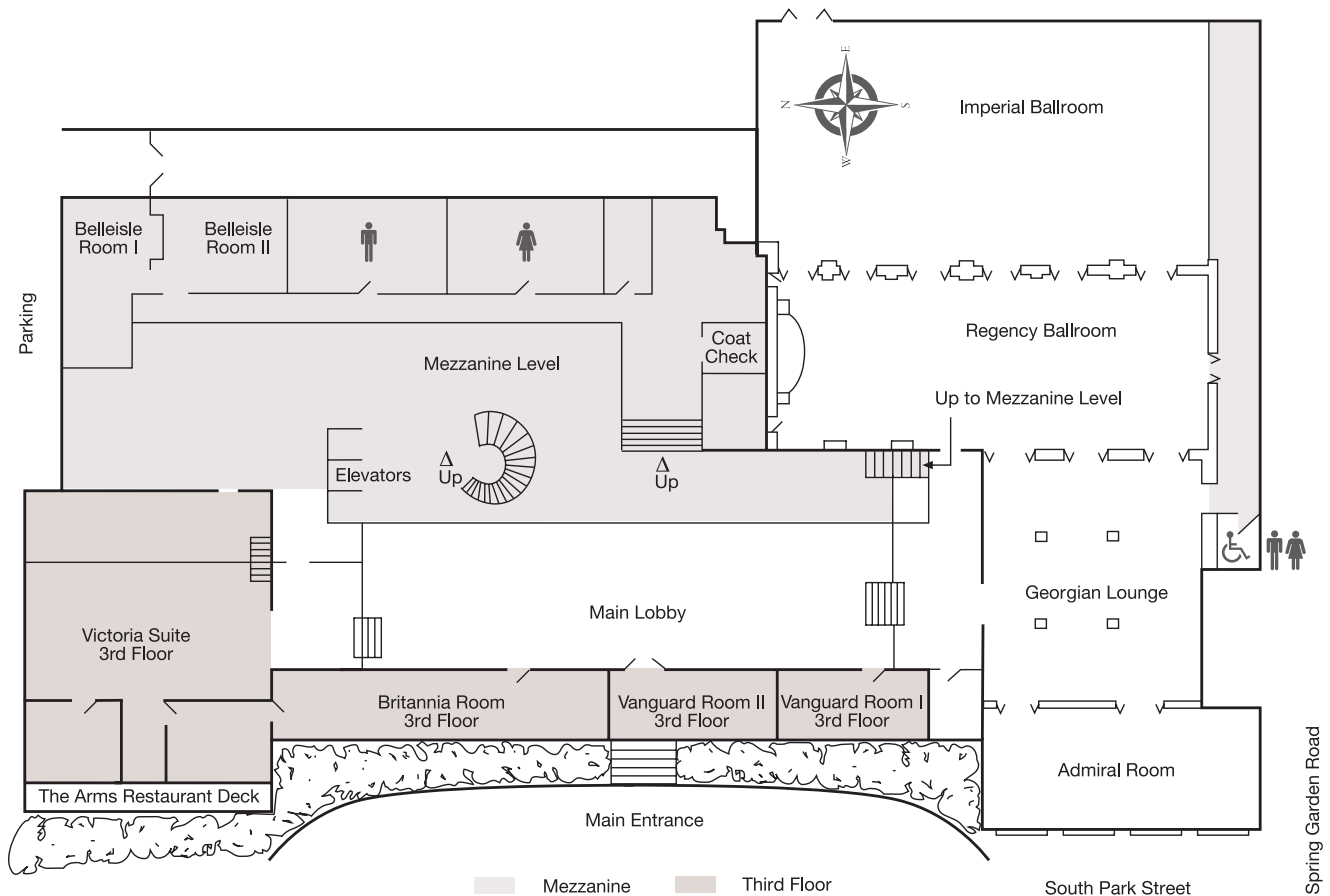 E
N
S
W
Imperial Ballroom
Belleisle
Room I
Belleisle
Room II
Parking
Mezzanine Level
Coat
Check
Regency Ballroom
Up to Mezzanine Level
Elevators
Δ
Up
Δ
Up
Victoria Suite
3rd Floor
Main Lobby
Georgian Lounge
Britannia Room
3rd Floor
Vanguard Room II
3rd Floor
Vanguard Room I
3rd Floor
Admiral Room
The Arms Restaurant Deck
Main Entrance
Spring Garden Road
Mezzanine
Third Floor
South Park Street